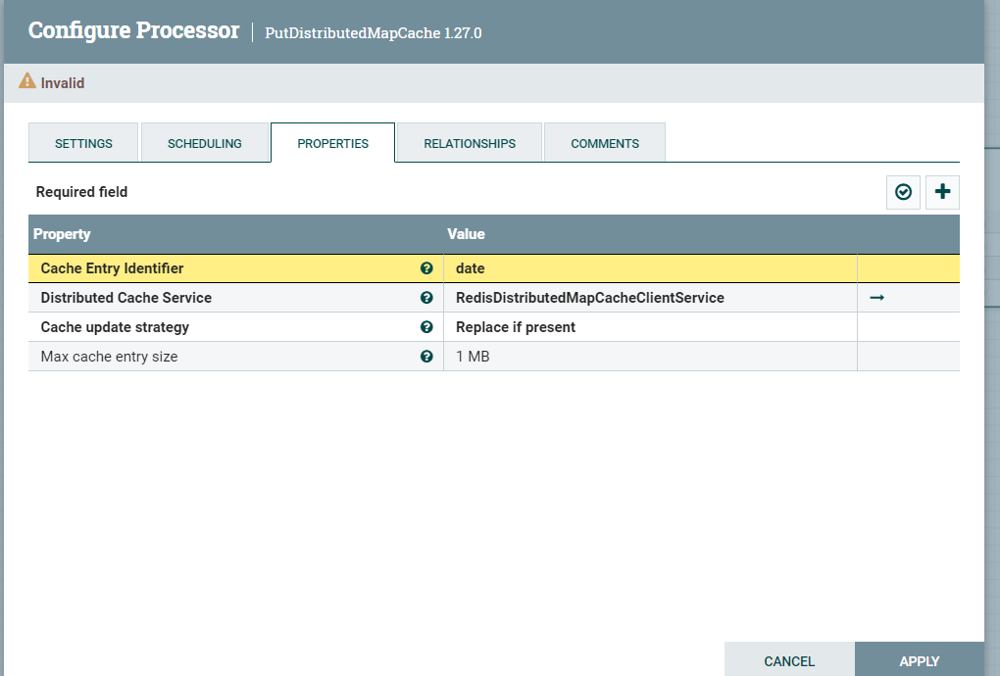 Configure Processor | PutDistributedMapCache 1.27.0
Invalid
SETTINGS SCHEDULING PROPERTIES RELATIONSHIPS COMMENTS
Required field
Property Value
Cache Entry Identifier date
Distributed Cache Service RedisDistributedMapCacheClientService
Cache update strategy Replace if present
Max cache entry size 1 MB
CANCEL APPLY